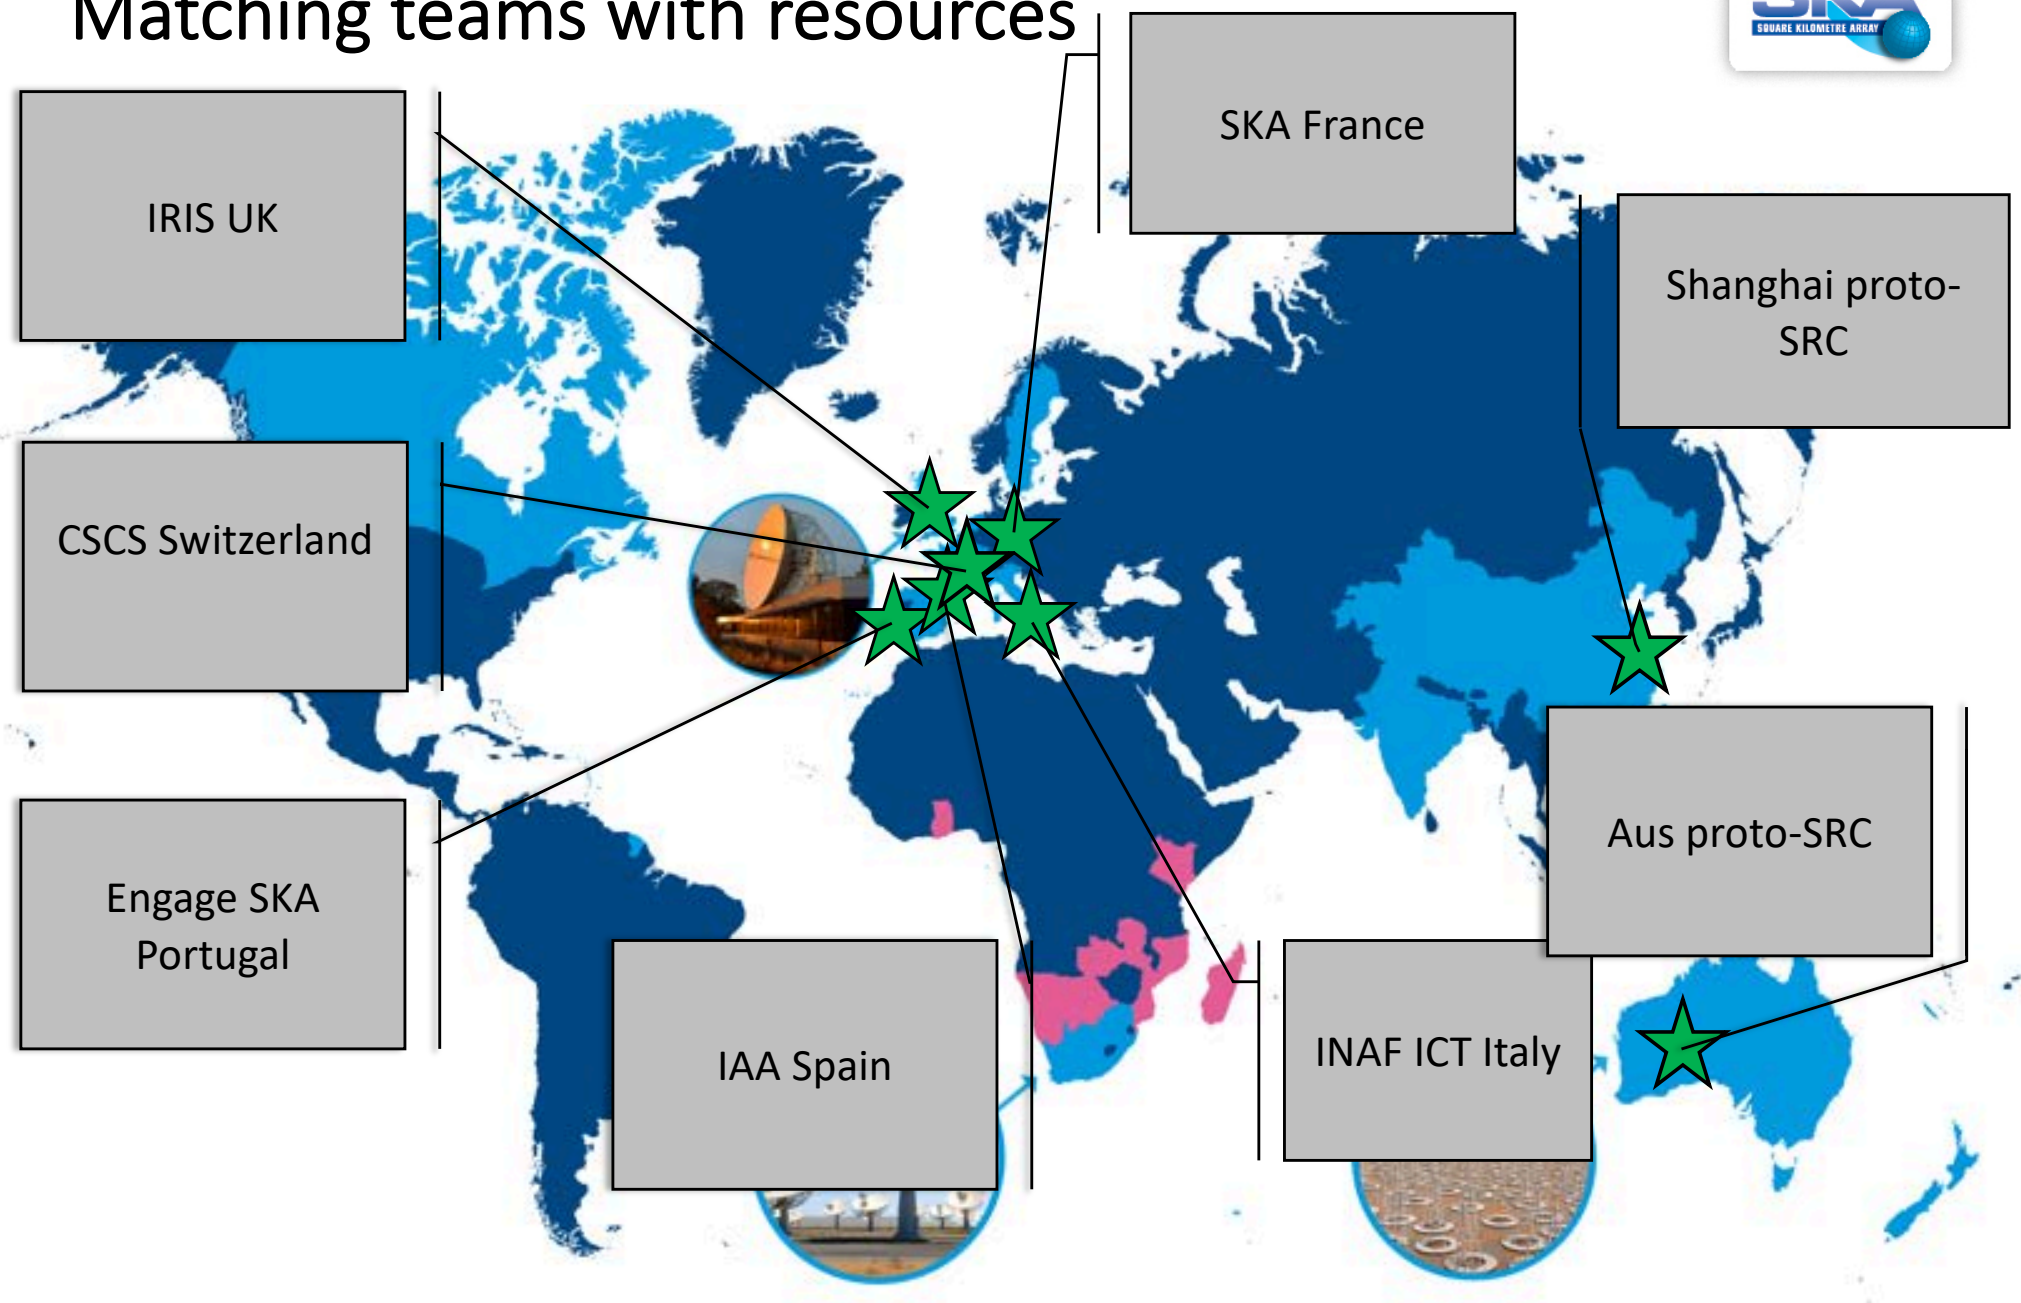 Matching teams with resources
SKA
SQUARE KILOMETRE ARRAY
SKA France
IRIS UK
Shanghai proto-
SRC
CSCS Switzerland
Aus proto-SRC
Engage SKA
Portugal
IAA Spain
INAF ICT Italy